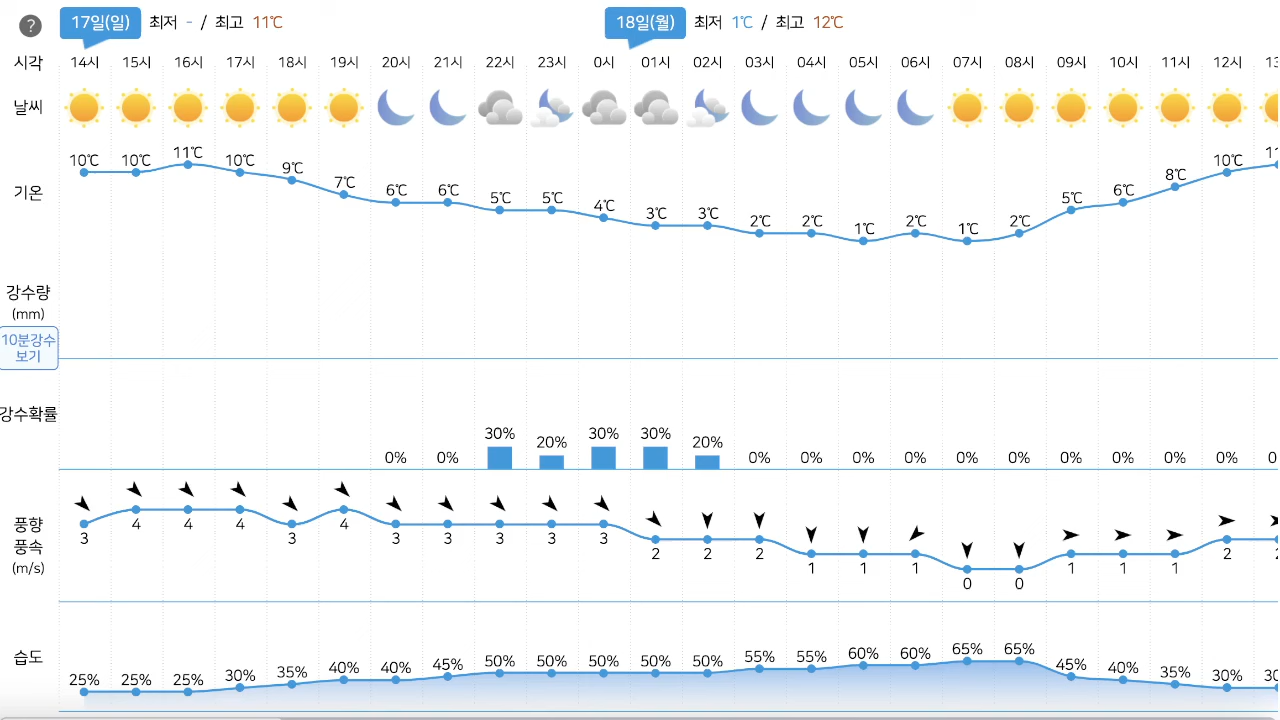 ?
17일(일) 최저 - / 최고 11℃ 18일(월) 최저 1℃ / 최고 12℃
시각 14시 15시 16시 17시 18시 19시 20시 21시 22시 23시 0시 01시 02시 03시 04시 05시 06시 07시 08시 09시 10시 11시 12시 13
날씨
기온 10℃ 10℃ 11℃ 10℃ 9℃ 7℃ 6℃ 6℃ 5℃ 5℃ 4℃ 3℃ 3℃ 2℃ 2℃ 1℃ 2℃ 1℃ 2℃ 5℃ 6℃ 8℃ 10℃ 11
강수량
(mm)
10분강수
보기
강수확률 0% 0% 30% 20% 30% 30% 20% 0% 0% 0% 0% 0% 0% 0% 0% 0% 0% 0
풍향
풍속
(m/s)
3 4 4 4 3 4 3 3 3 3 3 2 2 2 1 1 1 0 0 1 1 1 2 2
습도 25% 25% 25% 30% 35% 40% 40% 45% 50% 50% 50% 50% 50% 55% 55% 60% 60% 65% 65% 45% 40% 35% 30% 30